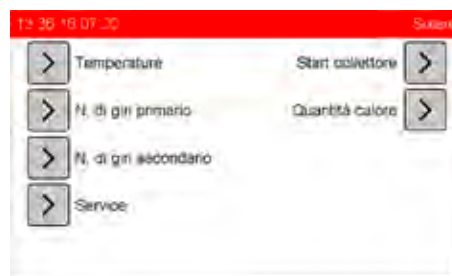 Temperature
Start collettore
N. di giri primario
Quantità calore
N. di giri secondario
Service